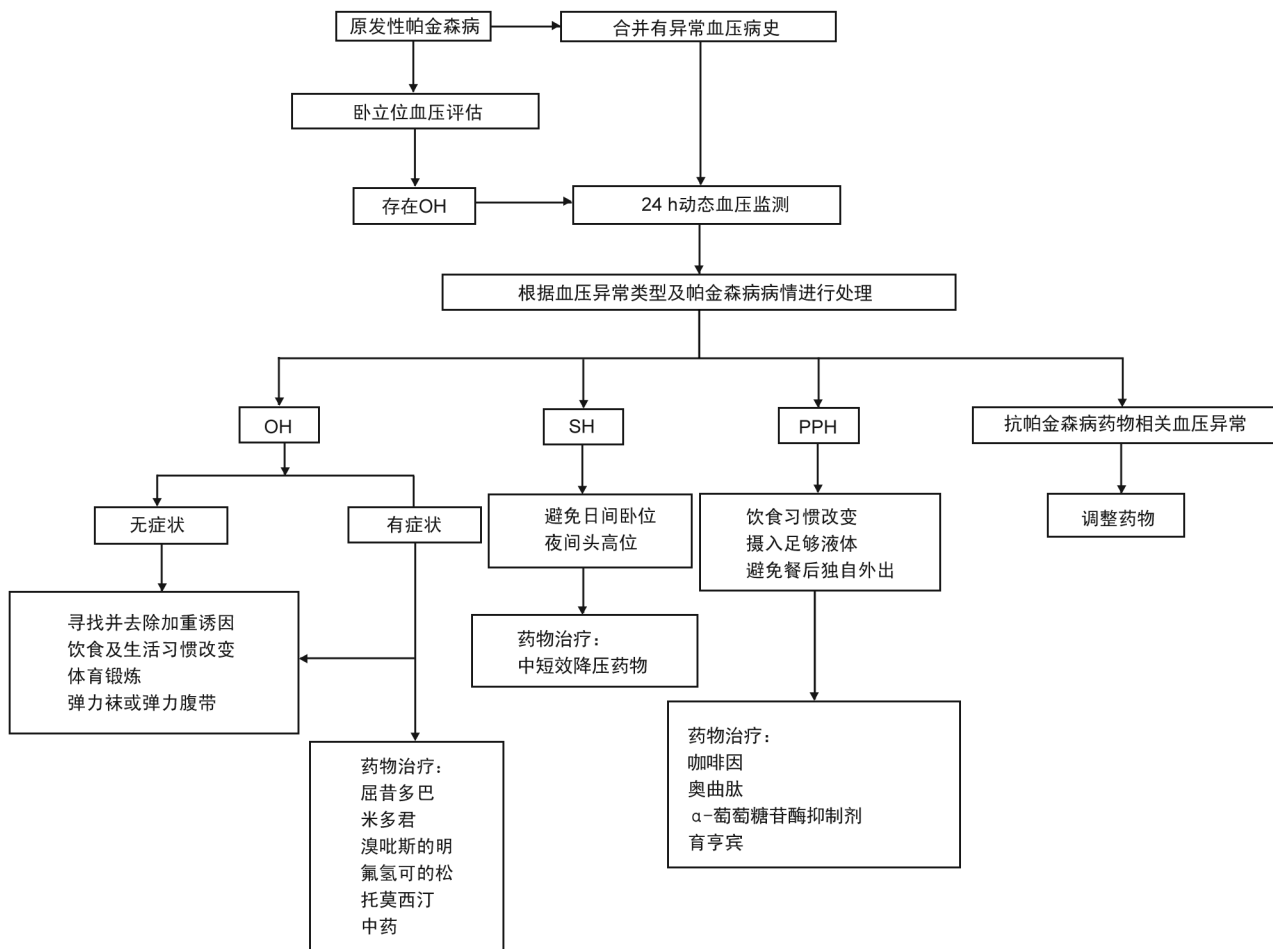 原发性帕金森病
合并有异常血压病史
卧立位血压评估
存在OH
24 h动态血压监测
根据血压异常类型及帕金森病病情进行处理
OH
SH
PPH
抗帕金森病药物相关血压异常
无症状
有症状
避免日间卧位
夜间头高位
饮食习惯改变
摄入足够液体
避免餐后独自外出
调整药物
寻找并去除加重诱因
饮食及生活习惯改变
体育锻炼
弹力袜或弹力腹带
药物治疗：
中短效降压药物
药物治疗：
屈昔多巴
米多君
溴吡斯的明
氟氢可的松
托莫西汀
中药
药物治疗：
咖啡因
奥曲肽
α-葡萄糖苷酶抑制剂
育亨宾